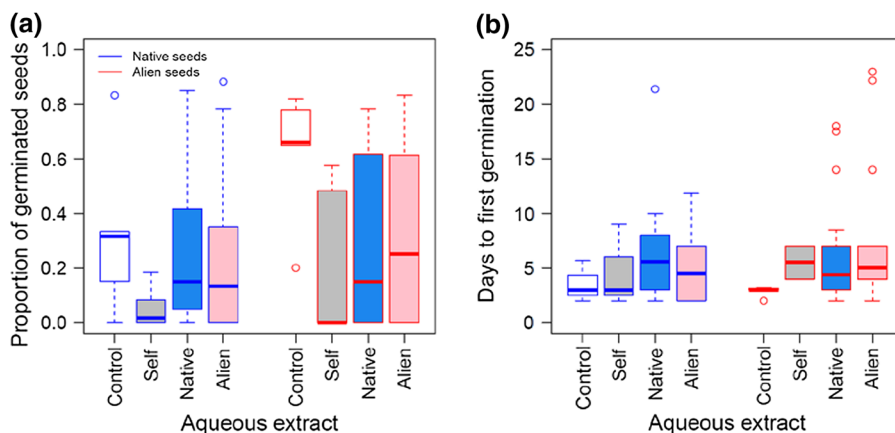 (a)
Proportion of germinated seeds
1.0
0.8
0.6
0.4
0.2
0.0
Native seeds
Alien seeds
Control
Self
Native
Alien
Control
Self
Native
Alien
Aqueous extract
(b)
Days to first germination
25
20
15
10
5
0
Control
Self
Native
Alien
Control
Self
Native
Alien
Aqueous extract